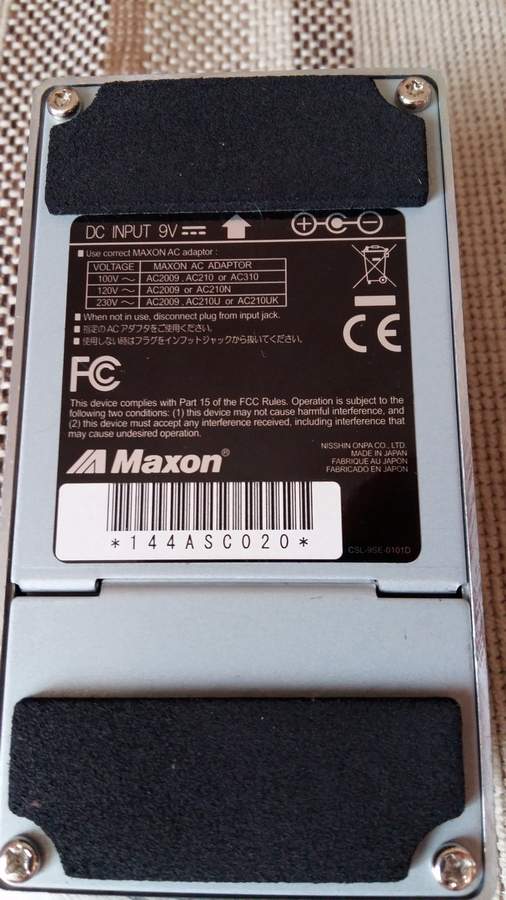 DC INPUT 9V
+ −
■ Use correct MAXON AC adaptor :
VOLTAGE MAXON AC ADAPTOR
100V ～ AC2009 , AC210 or AC310
120V ～ AC2009 or AC210N
230V ～ AC2009, AC210U or AC210UK
■ When not in use, disconnect plug from input jack.
■ 指定の AC アダプタをご使用ください。
■ 使用しない時はプラグをインプットジャックから抜いてください。
CE
FC
This device complies with Part 15 of the FCC Rules. Operation is subject to the
following two conditions: (1) this device may not cause harmful interference, and
(2) this device must accept any interference received, including interference that
may cause undesired operation.
Maxon®
NISSHIN ONPA CO., LTD.
MADE IN JAPAN
FABRIQUE AU JAPON
FABRICADO EN JAPON
*144ASC020*
CSL-9SE-0101D